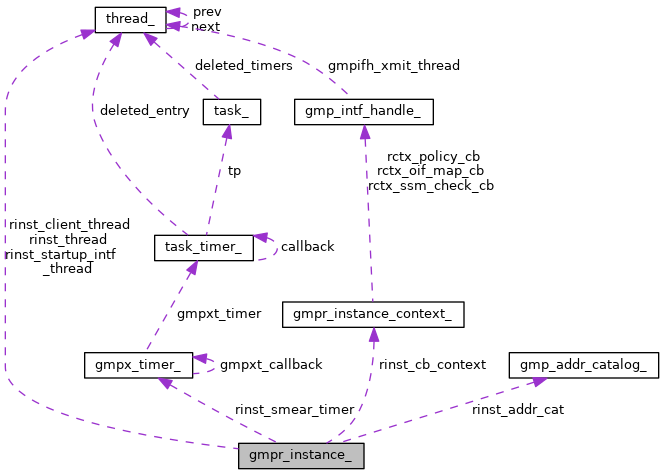 thread_
prev
next
deleted_timers
gmpifh_xmit_thread
deleted_entry
task_
gmp_intf_handle_
tp
rctx_policy_cb
rctx_oif_map_cb
rctx_ssm_check_cb
rinst_client_thread
rinst_thread
rinst_startup_intf
_thread
task_timer_
callback
gmpxt_timer
gmpr_instance_context_
gmpx_timer_
gmpxt_callback
rinst_cb_context
gmp_addr_catalog_
rinst_smear_timer
rinst_addr_cat
gmpr_instance_